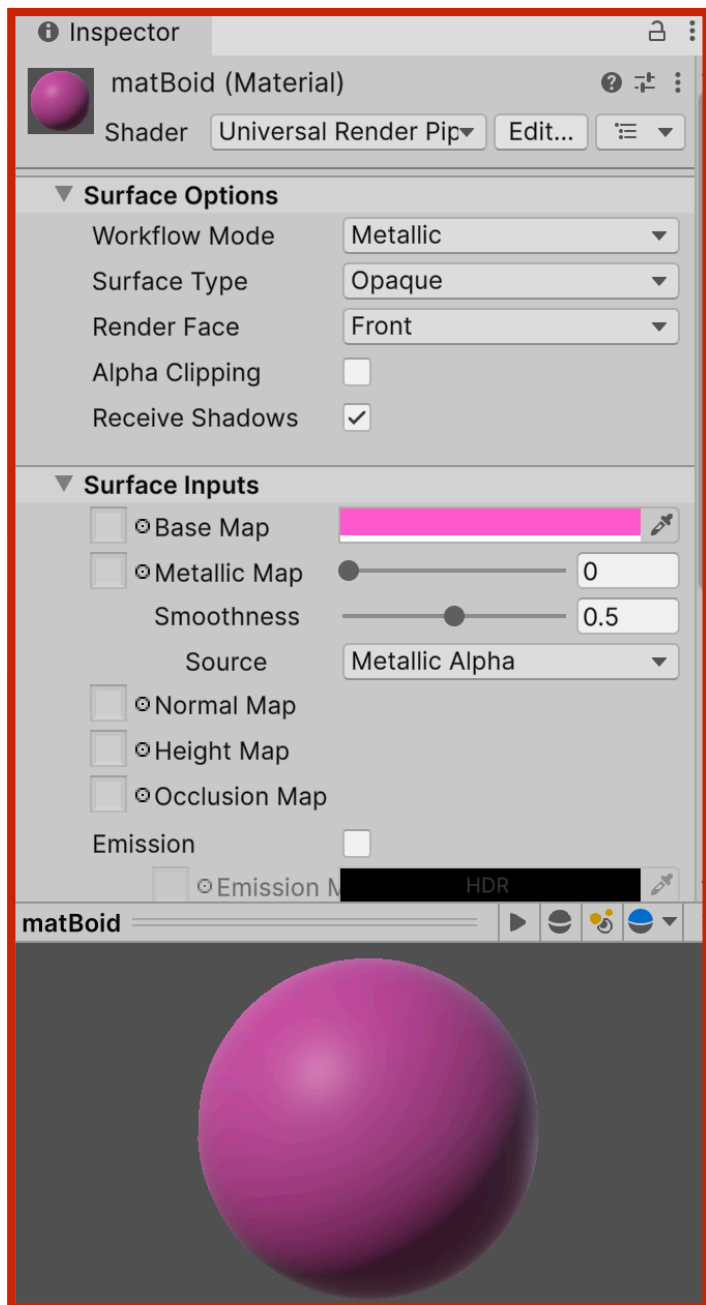 Inspector
matBoid (Material)
Shader Universal Render Pip Edit...
Surface Options
Workflow Mode Metallic
Surface Type Opaque
Render Face Front
Alpha Clipping
Receive Shadows
Surface Inputs
Base Map
Metallic Map 0
Smoothness 0.5
Source Metallic Alpha
Normal Map
Height Map
Occlusion Map
Emission
Emission M HDR
matBoid